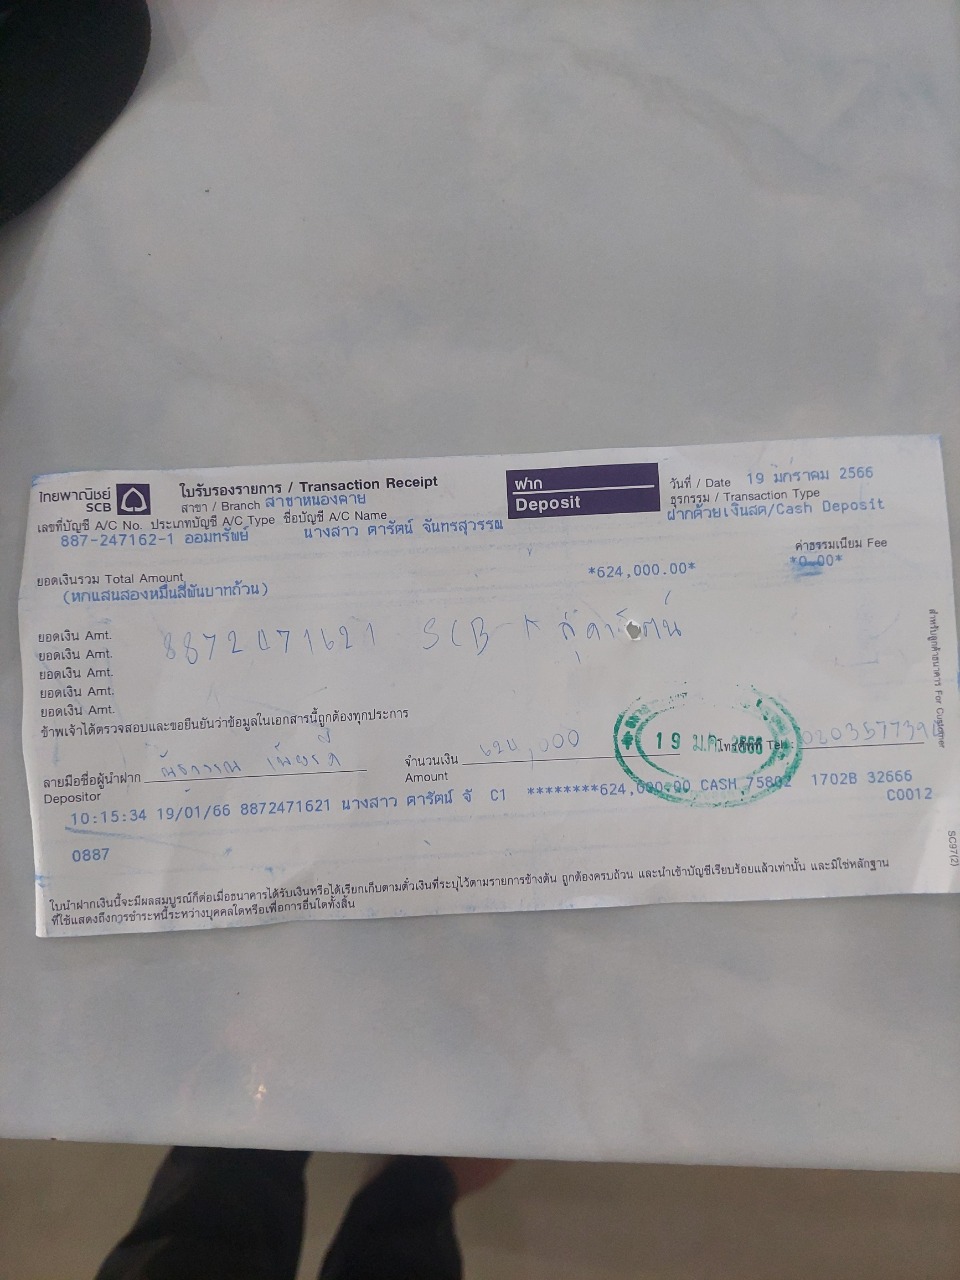 ไทยพาณิชย์
SCB
ใบรับรองรายการ / Transaction Receipt
สาขา / Branch สาขาหนองคาย
ฝาก
Deposit
วันที่ / Date 19 มกราคม 2566
ธุรกรรม / Transaction Type
ฝากด้วยเงินสด/Cash Deposit
เลขที่บัญชี A/C No. ประเภทบัญชี A/C Type ชื่อบัญชี A/C Name
887-247162-1 ออมทรัพย์ นางสาว ดารัตน์ จันทรสุวรรณ
ค่าธรรมเนียม Fee
*0.00*
ยอดเงินรวม Total Amount
*624,000.00*
(หกแสนสองหมื่นสี่พันบาทถ้วน)
ยอดเงิน Amt.
ยอดเงิน Amt.
ยอดเงิน Amt.
ยอดเงิน Amt.
ยอดเงิน Amt.
8872471621 SCB
ข้าพเจ้าได้ตรวจสอบและขอยืนยันว่าข้อมูลในเอกสารนี้ถูกต้องทุกประการ
ลายมือชื่อผู้นำฝาก
Depositor
จำนวนเงิน 624,000
Amount
19 ม.ค. 2566
โทรศัพท์ Tel.
10:15:34 19/01/66 8872471621 นางสาว ดารัตน์ จั C1 ********624,000.00 CASH 75802 1702B 32666
C0012
0887
ใบนำฝากเงินนี้จะมีผลสมบูรณ์ก็ต่อเมื่อธนาคารได้รับเงินหรือได้เรียกเก็บตามตั๋วเงินที่ระบุไว้ตามรายการข้างต้น ถูกต้องครบถ้วน และนำเข้าบัญชีเรียบร้อยแล้วเท่านั้น และมิใช่หลักฐาน
ที่ใช้แสดงถึงการชำระหนี้ระหว่างบุคคลใดหรือเพื่อการอื่นใดทั้งสิ้น
สำหรับลูกค้าธนาคาร For Customer
SC97(2)